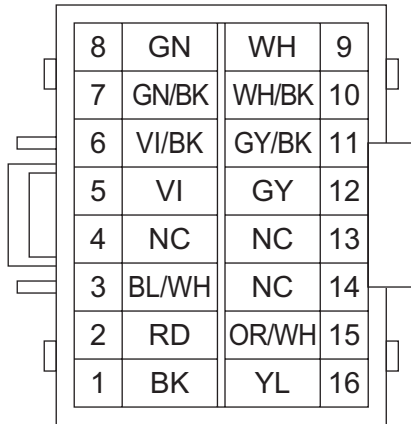 8 GN WH 9
7 GN/BK WH/BK 10
6 VI/BK GY/BK 11
5 VI GY 12
4 NC NC 13
3 BL/WH NC 14
2 RD OR/WH 15
1 BK YL 16